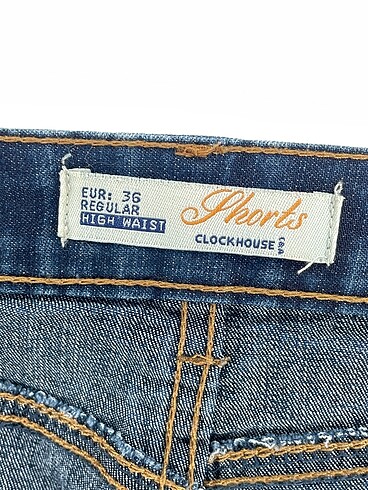 EUR: 36
REGULAR
HIGH WAIST
Shorts
CLOCKHOUSE C&A